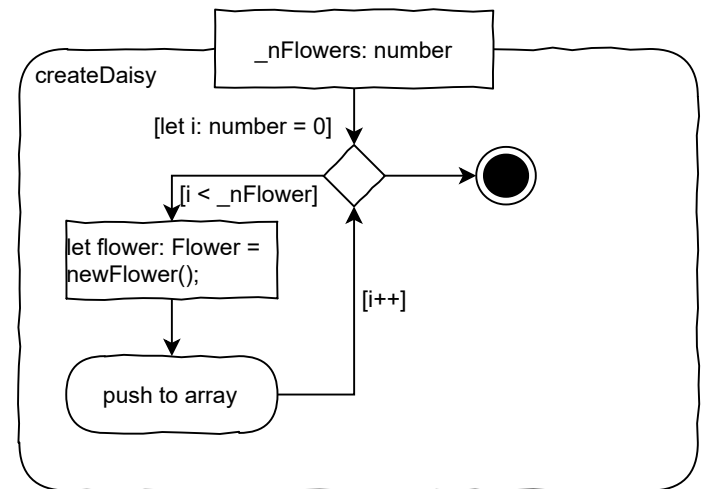 _nFlowers: number
createDaisy
[let i: number = 0]
[i < _nFlower]
let flower: Flower =
newFlower();
[i++]
push to array